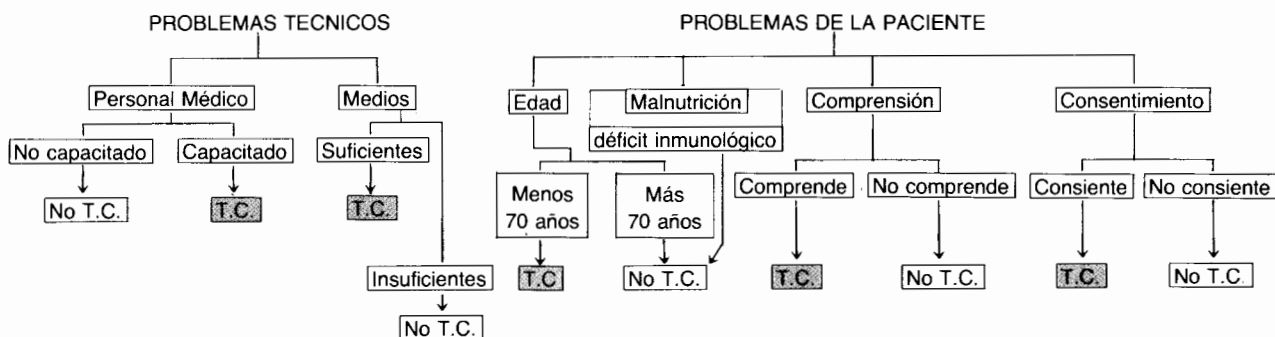 PROBLEMAS TECNICOS
Personal Médico
Medios
No capacitado
Capacitado
Suficientes
No T.C.
T.C.
T.C.
Insuficientes
No T.C.
PROBLEMAS DE LA PACIENTE
Edad
Malnutrición
Comprensión
Consentimiento
déficit inmunológico
Menos
70 años
Más
70 años
Comprende
No comprende
Consiente
No consiente
T.C
No T.C.
T.C.
No T.C.
T.C.
No T.C.